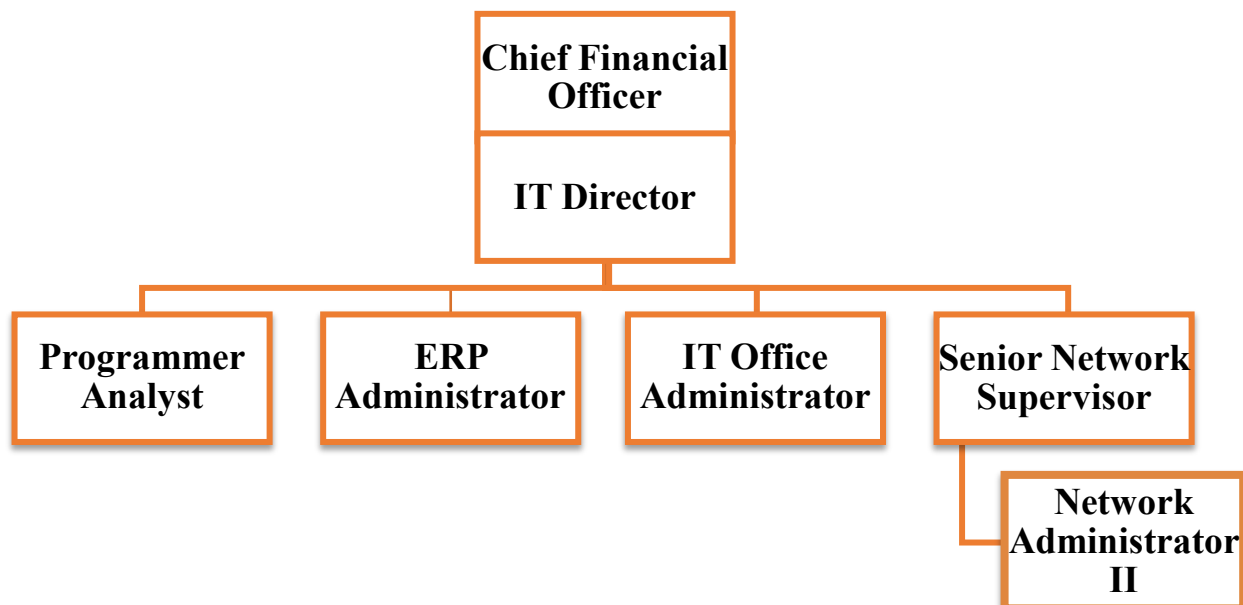 Chief Financial
Officer
IT Director
Programmer
Analyst
ERP
Administrator
IT Office
Administrator
Senior Network
Supervisor
Network
Administrator
II